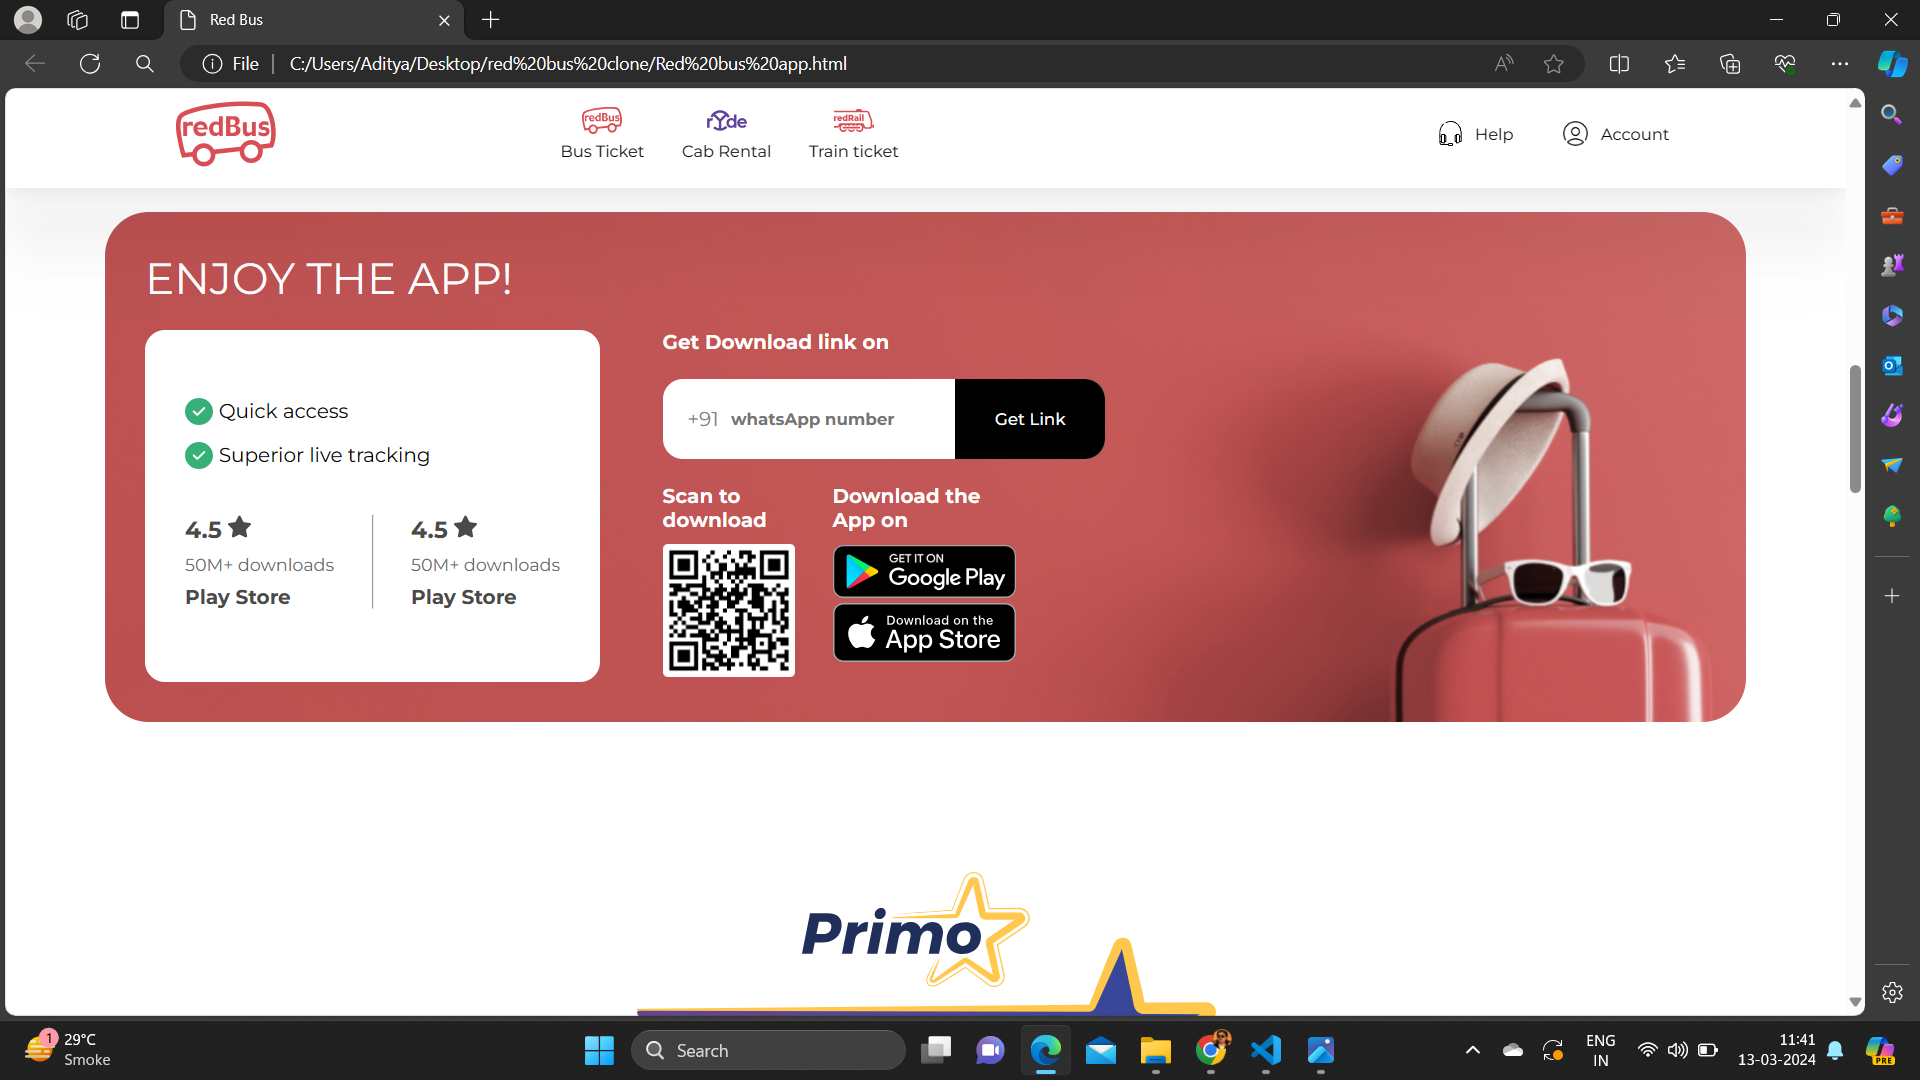 Red Bus
File
C:/Users/Aditya/Desktop/red%20bus%20clone/Red%20bus%20app.html
redBus
redBus
Bus Ticket
rYde
Cab Rental
redRail
Train ticket
Help
Account
ENJOY THE APP!
Quick access
Superior live tracking
4.5
50M+ downloads
Play Store
4.5
50M+ downloads
Play Store
Get Download link on
+91 whatsApp number
Get Link
Scan to
download
Download the
App on
GET IT ON
Google Play
Download on the
App Store
Primo
1
29°C
Smoke
Search
ENG
IN
11:41
13-03-2024
PRE